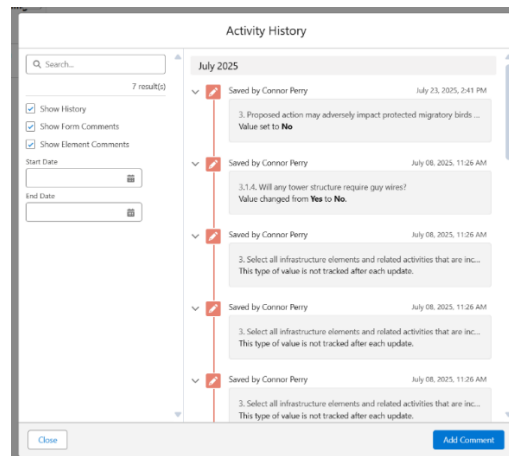 Activity History
Search...
7 result(s)
Show History
Show Form Comments
Show Element Comments
Start Date
End Date
July 2025
Saved by Connor Perry July 23, 2025, 2:41 PM
3. Proposed action may adversely impact protected migratory birds ...
Value set to No
Saved by Connor Perry July 08, 2025, 11:26 AM
3.1.4. Will any tower structure require guy wires?
Value changed from Yes to No.
Saved by Connor Perry July 08, 2025, 11:26 AM
3. Select all infrastructure elements and related activities that are inc...
This type of value is not tracked after each update.
Saved by Connor Perry July 08, 2025, 11:26 AM
3. Select all infrastructure elements and related activities that are inc...
This type of value is not tracked after each update.
Saved by Connor Perry July 08, 2025, 11:26 AM
3. Select all infrastructure elements and related activities that are inc...
This type of value is not tracked after each update.
Close
Add Comment